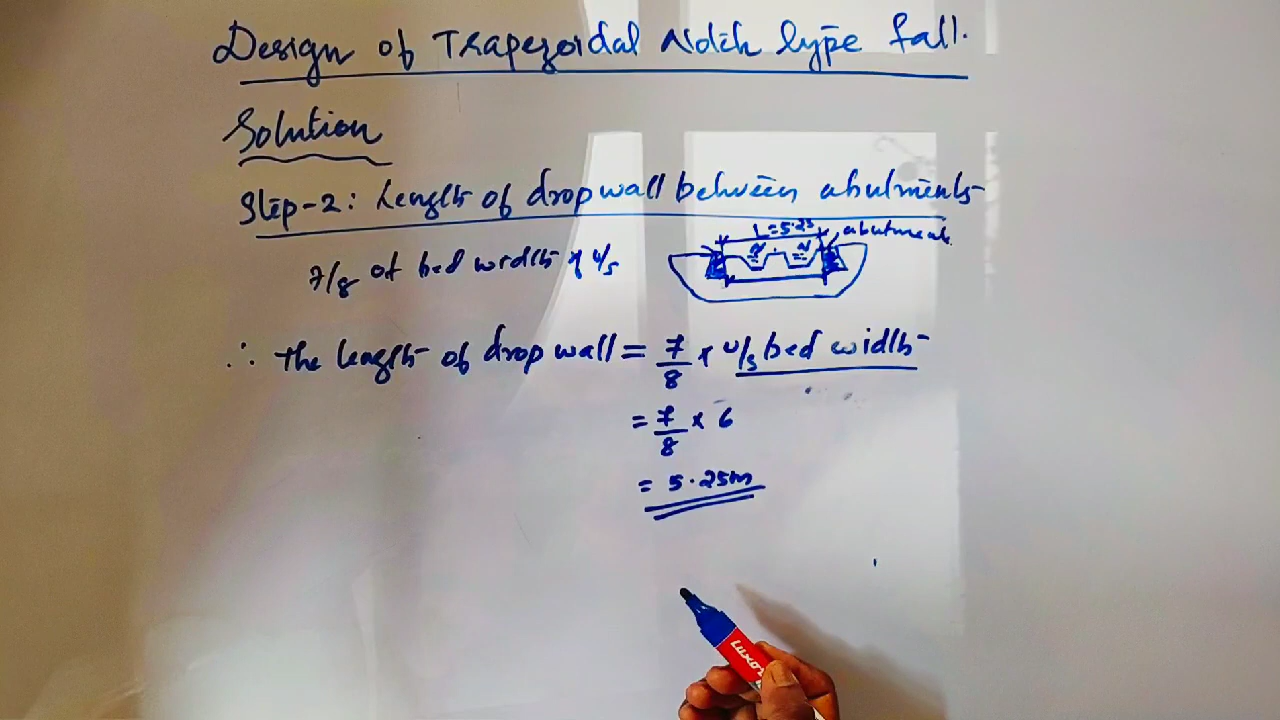 Design of Trapezoidal Notch type fall.
Solution
Step-2: Length of drop wall between abutments
L=5.25
abutment.
7/8 of bed width of u/s
∴ The length of drop wall = 7/8 × u/s bed width
= 7/8 × 6
= 5.25m
LUXO